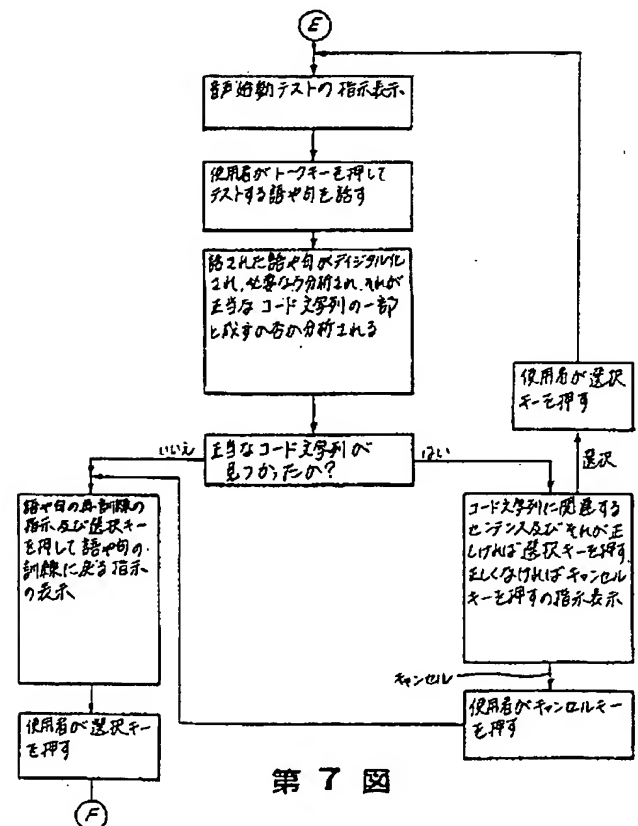 E
音声始動テストの指示表示
使用者がトークキーを押して
テストする語や句を話す
話された語や句がディジタル化
され、必要なら分析され、それが
正当なコード文字列の一部
と成すか否か分析される
正当なコード文字列が
見つかったか?
いいえ
はい
使用者が選択
キーを押す
選択
語や句の再訓練の
指示及び選択キー
を押して語や句の
訓練に戻る指示
の表示
コード文字列に関連する
センテンス及びそれが正
しければ選択キーを押す
正しくなければキャンセル
キーを押すの指示表示
キャンセル
使用者が選択キー
を押す
使用者がキャンセルキー
を押す
F
第7図